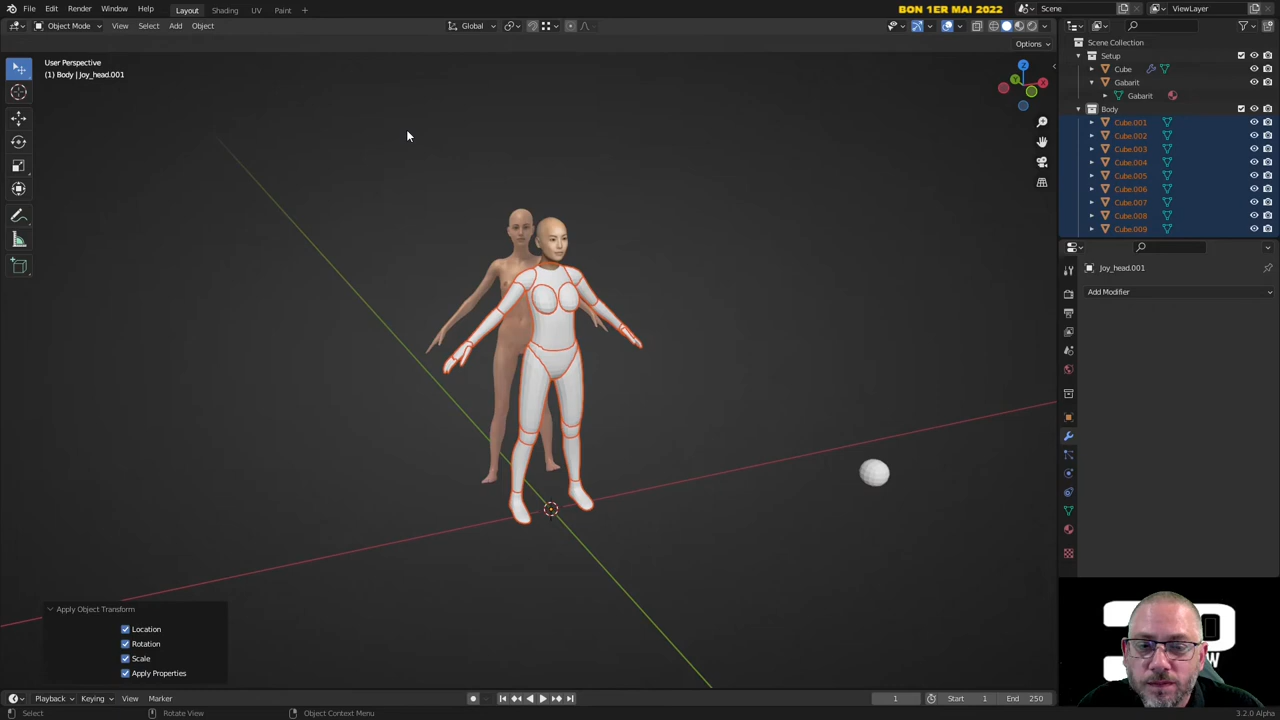 File Edit Render Window Help Layout Shading UV Paint + BON 1ER MAI 2022 Scene ViewLayer
Object Mode View Select Add Object Global
Options
User Perspective
(1) Body | Joy_head.001
Scene Collection
Setup
Cube
Gabarit
Gabarit
Body
Cube.001
Cube.002
Cube.003
Cube.004
Cube.005
Cube.006
Cube.007
Cube.008
Cube.009
Z
X
Y
Joy_head.001
Add Modifier
Apply Object Transform
Location
Rotation
Scale
Apply Properties
Playback Keying View Marker 1 Start 1 End 250
Select Rotate View Object Context Menu 3.2.0 Alpha